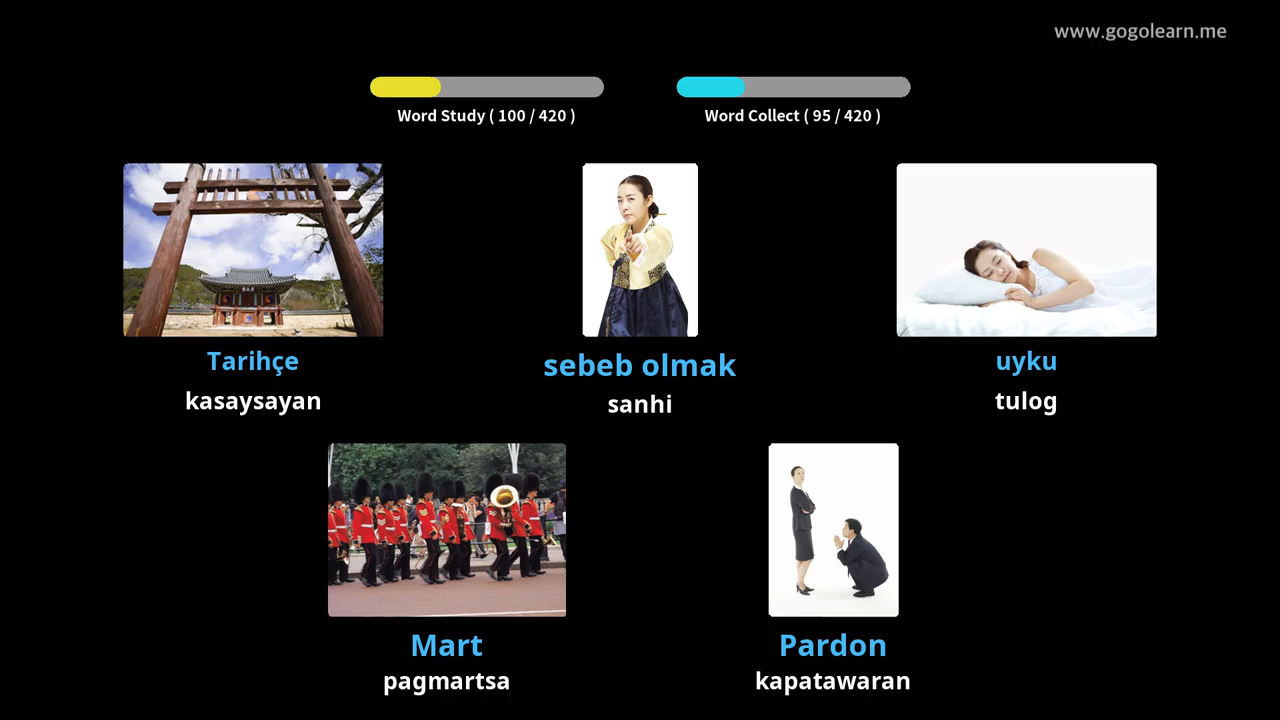 www.gogolearn.me
Word Study ( 100 / 420 )
Word Collect ( 95 / 420 )
Tarihçe
kasaysayan
sebeb olmak
sanhi
uyku
tulog
Mart
pagmartsa
Pardon
kapatawaran